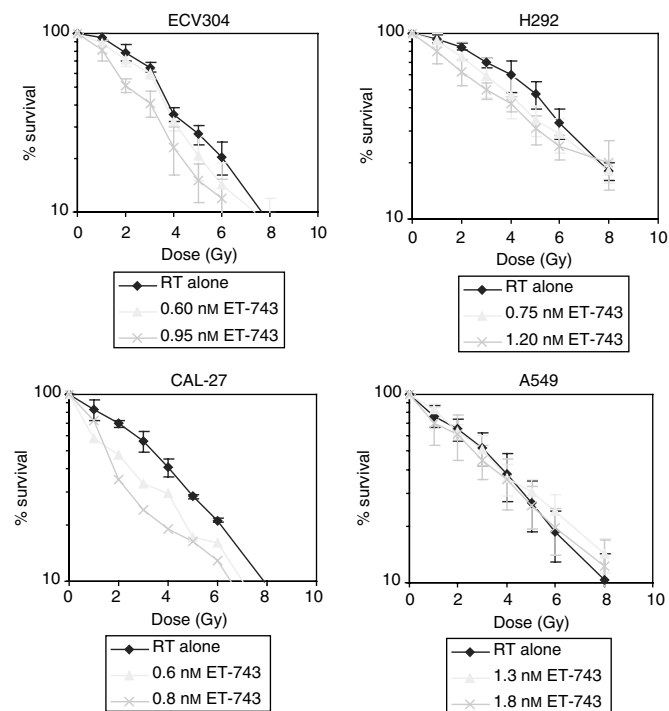 ECV304
100
10
% survival
0 2 4 6 8 10
Dose (Gy)
RT alone
0.60 nM ET-743
0.95 nM ET-743
H292
100
10
% survival
0 2 4 6 8 10
Dose (Gy)
RT alone
0.75 nM ET-743
1.20 nM ET-743
CAL-27
100
10
% survival
0 2 4 6 8 10
Dose (Gy)
RT alone
0.6 nM ET-743
0.8 nM ET-743
A549
100
10
% survival
0 2 4 6 8 10
Dose (Gy)
RT alone
1.3 nM ET-743
1.8 nM ET-743